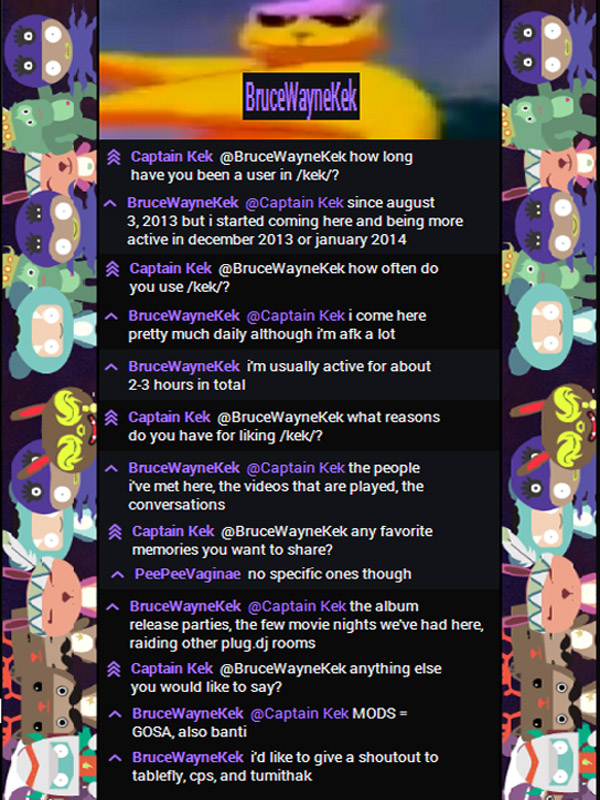 BruceWayneKek
Captain Kek @BruceWayneKek how long
have you been a user in /kek/?
BruceWayneKek @Captain Kek since august
3, 2013 but i started coming here and being more
active in december 2013 or january 2014
Captain Kek @BruceWayneKek how often do
you use /kek/?
BruceWayneKek @Captain Kek i come here
pretty much daily although i'm afk a lot
BruceWayneKek i'm usually active for about
2-3 hours in total
Captain Kek @BruceWayneKek what reasons
do you have for liking /kek/?
BruceWayneKek @Captain Kek the people
i've met here, the videos that are played, the
conversations
Captain Kek @BruceWayneKek any favorite
memories you want to share?
PeePeeVaginae no specific ones though
BruceWayneKek @Captain Kek the album
release parties, the few movie nights we've had here,
raiding other plug.dj rooms
Captain Kek @BruceWayneKek anything else
you would like to say?
BruceWayneKek @Captain Kek MODS =
GOSA, also banti
BruceWayneKek i'd like to give a shoutout to
tablefly, cps, and tumithak